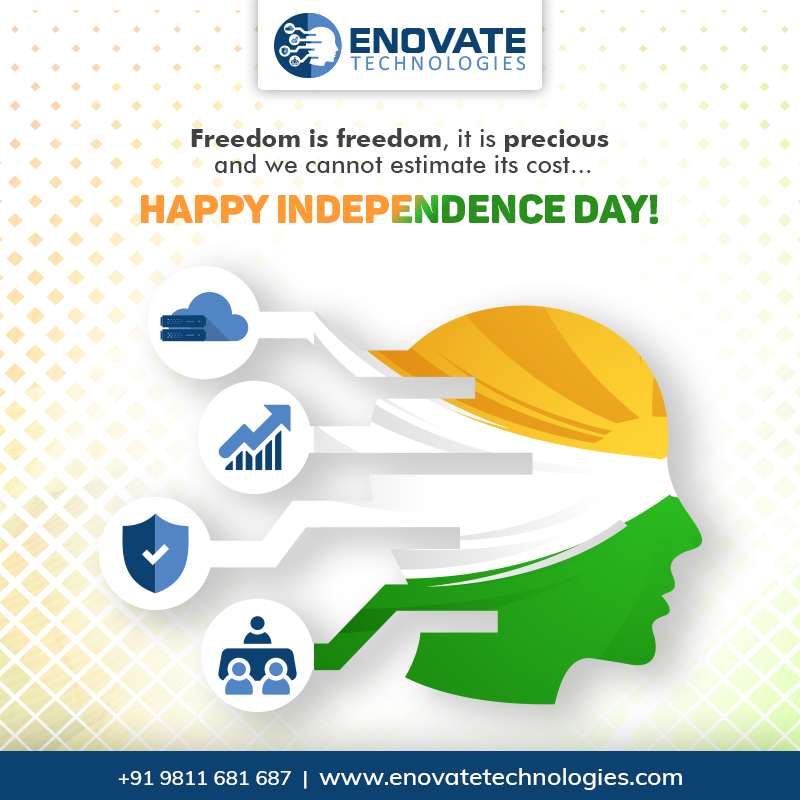 ENOVATE
TECHNOLOGIES
Freedom is freedom, it is precious
and we cannot estimate its cost...
HAPPY INDEPENDENCE DAY!
+91 9811 681 687 | www.enovatetechnologies.com